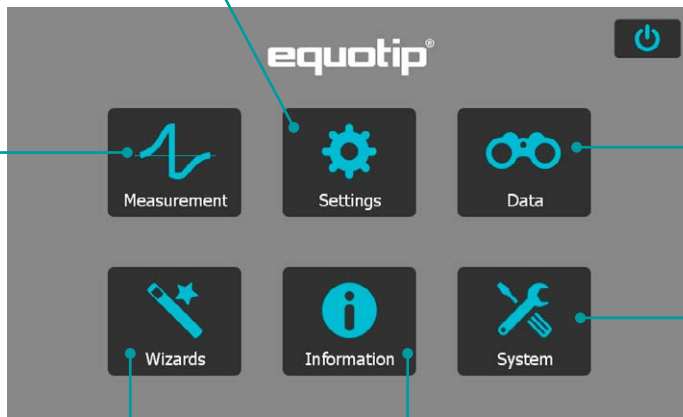 equotip®
Measurement
Settings
Data
Wizards
Information
System